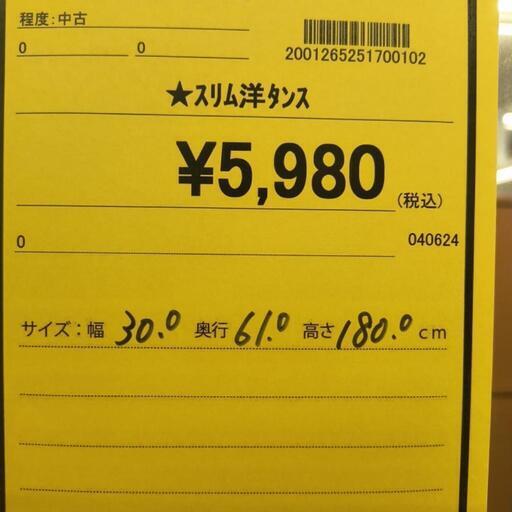 程度:中古
0 0
2001265251700102
★スリム洋タンス
¥5,980
(税込)
0 040624
サイズ:幅 30.0 奥行 61.0 高さ 180.0 cm